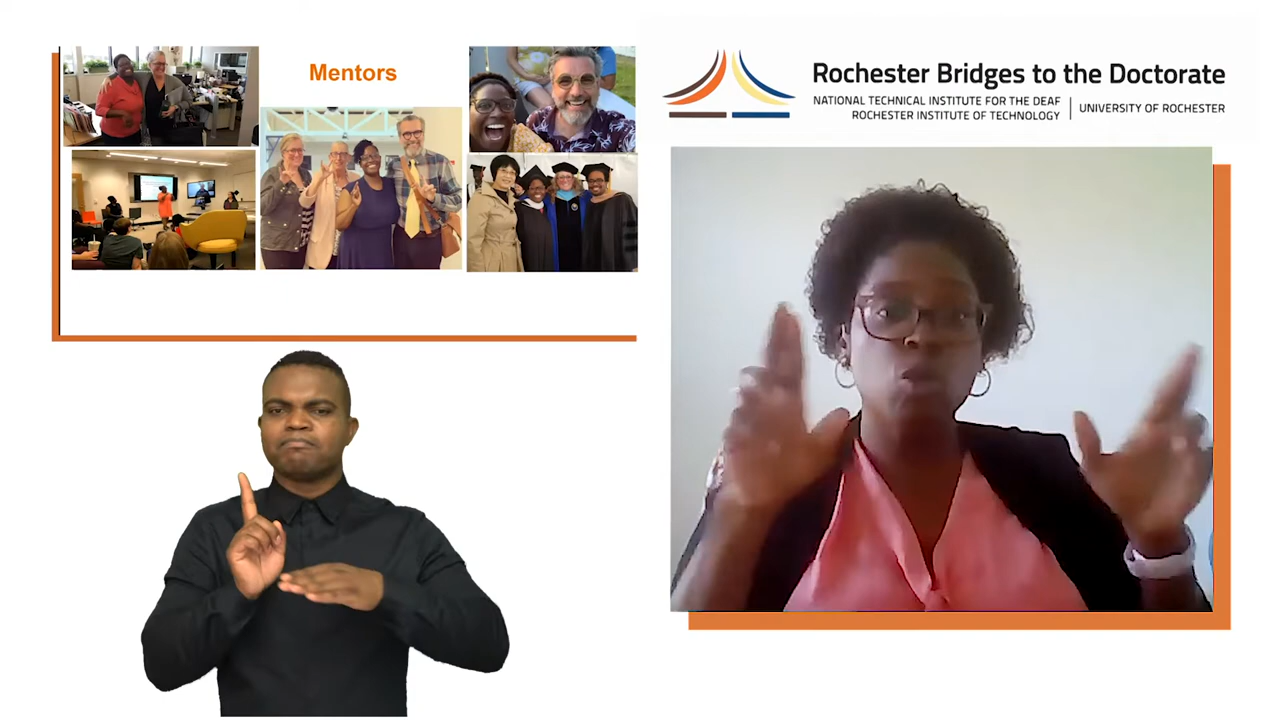 Mentors
Rochester Bridges to the Doctorate
NATIONAL TECHNICAL INSTITUTE FOR THE DEAF
ROCHESTER INSTITUTE OF TECHNOLOGY
UNIVERSITY OF ROCHESTER